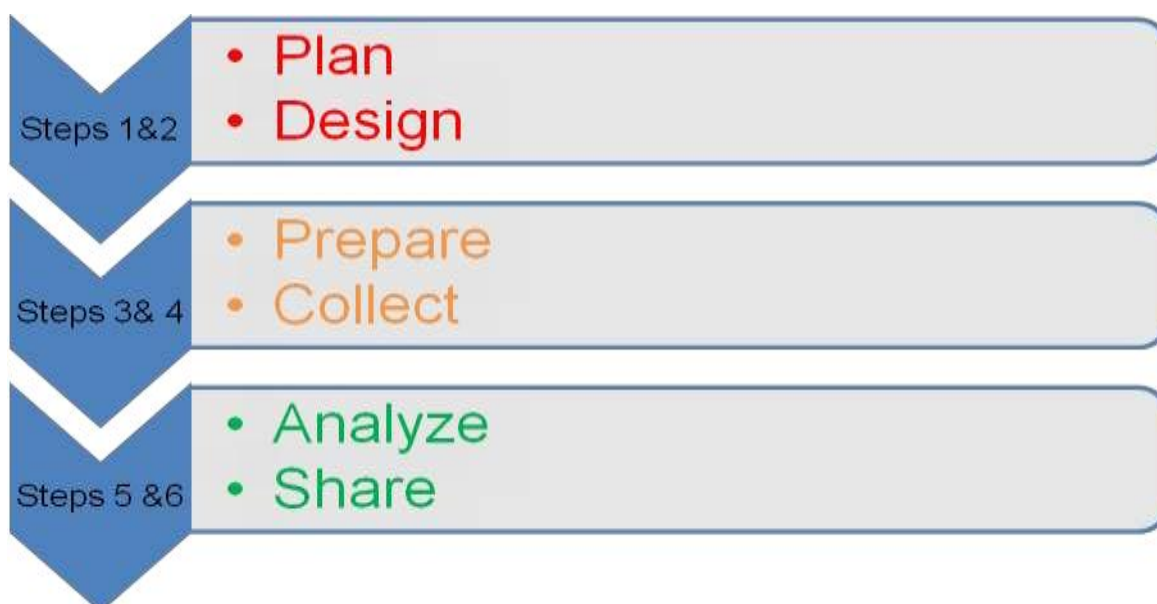 Steps 1&2
• Plan
• Design
Steps 3& 4
• Prepare
• Collect
Steps 5 &6
• Analyze
• Share